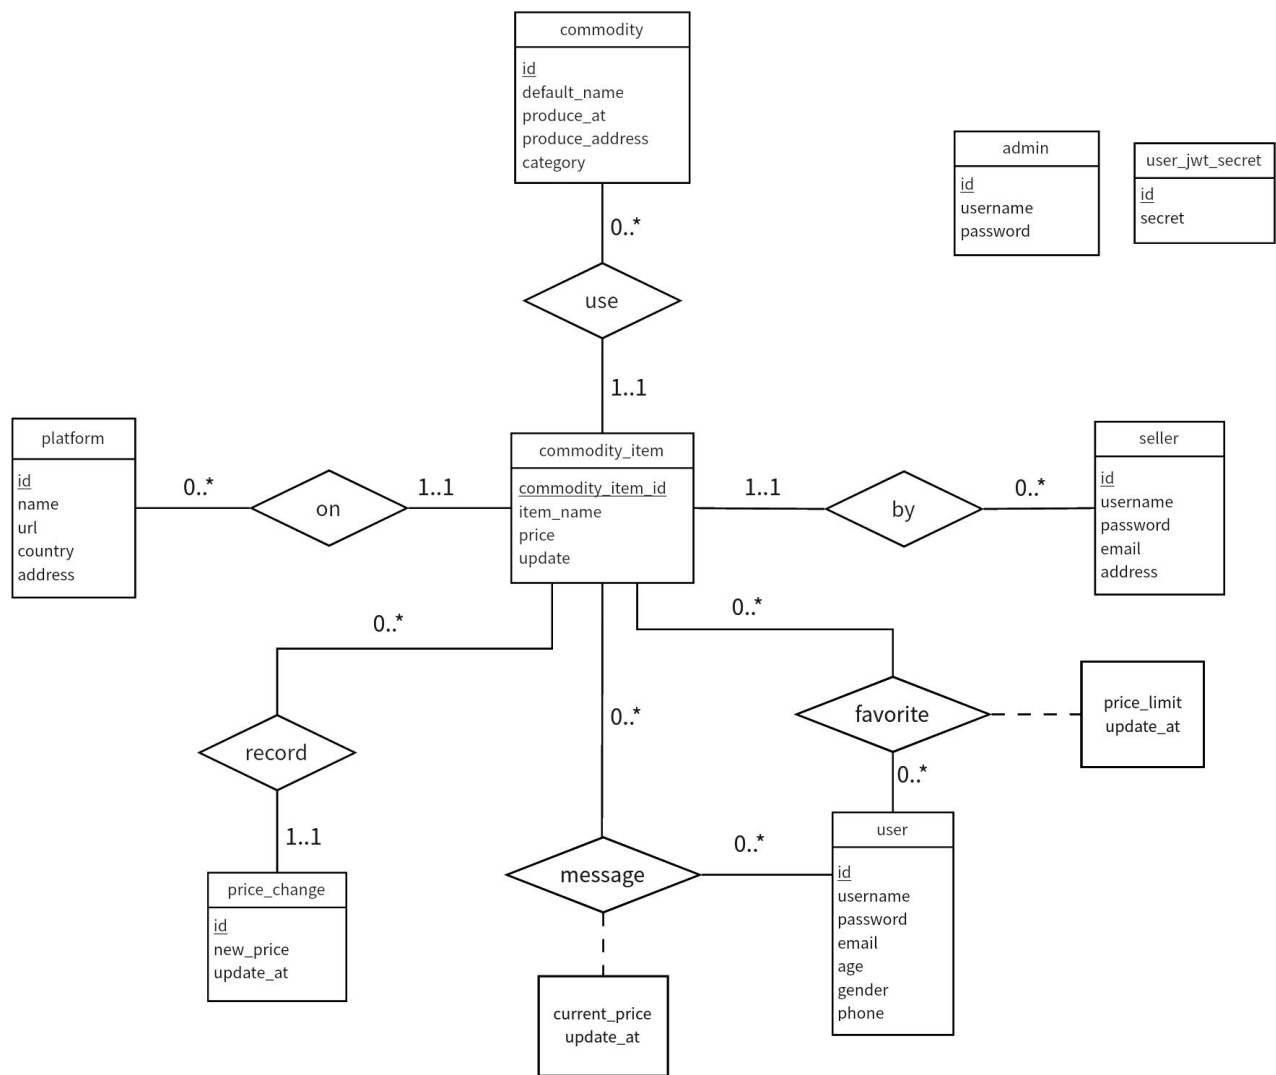 commodity
id
default_name
produce_at
produce_address
category
admin
id
username
password
user_jwt_secret
id
secret
0..*
use
1..1
platform
id
name
url
country
address
0..*
on
1..1
commodity_item
commodity_item_id
item_name
price
update
1..1
by
0..*
seller
id
username
password
email
address
0..*
record
1..1
price_change
id
new_price
update_at
0..*
message
0..*
current_price
update_at
0..*
favorite
0..*
price_limit
update_at
user
id
username
password
email
age
gender
phone